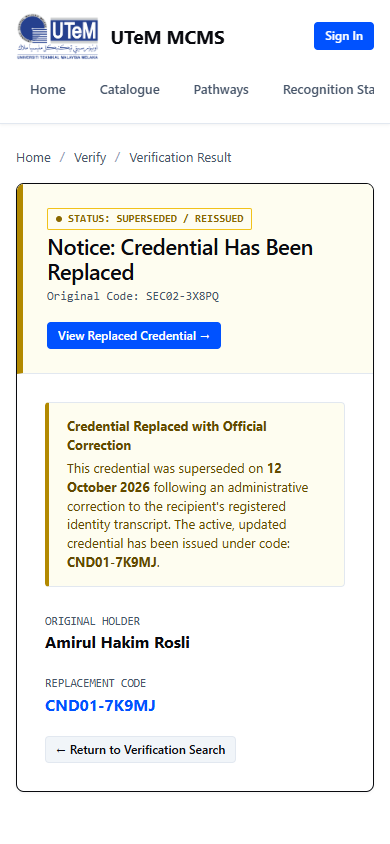 UTeM
UNIVERSITI TEKNIKAL MALAYSIA MELAKA
UTeM MCMS
Sign In
Home
Catalogue
Pathways
Recognition Sta
Home / Verify / Verification Result
● STATUS: SUPERSEDED / REISSUED
Notice: Credential Has Been
Replaced
Original Code: SEC02-3X8PQ
View Replaced Credential →
Credential Replaced with Official
Correction
This credential was superseded on 12
October 2026 following an administrative
correction to the recipient's registered
identity transcript. The active, updated
credential has been issued under code:
CND01-7K9MJ.
ORIGINAL HOLDER
Amirul Hakim Rosli
REPLACEMENT CODE
CND01-7K9MJ
← Return to Verification Search